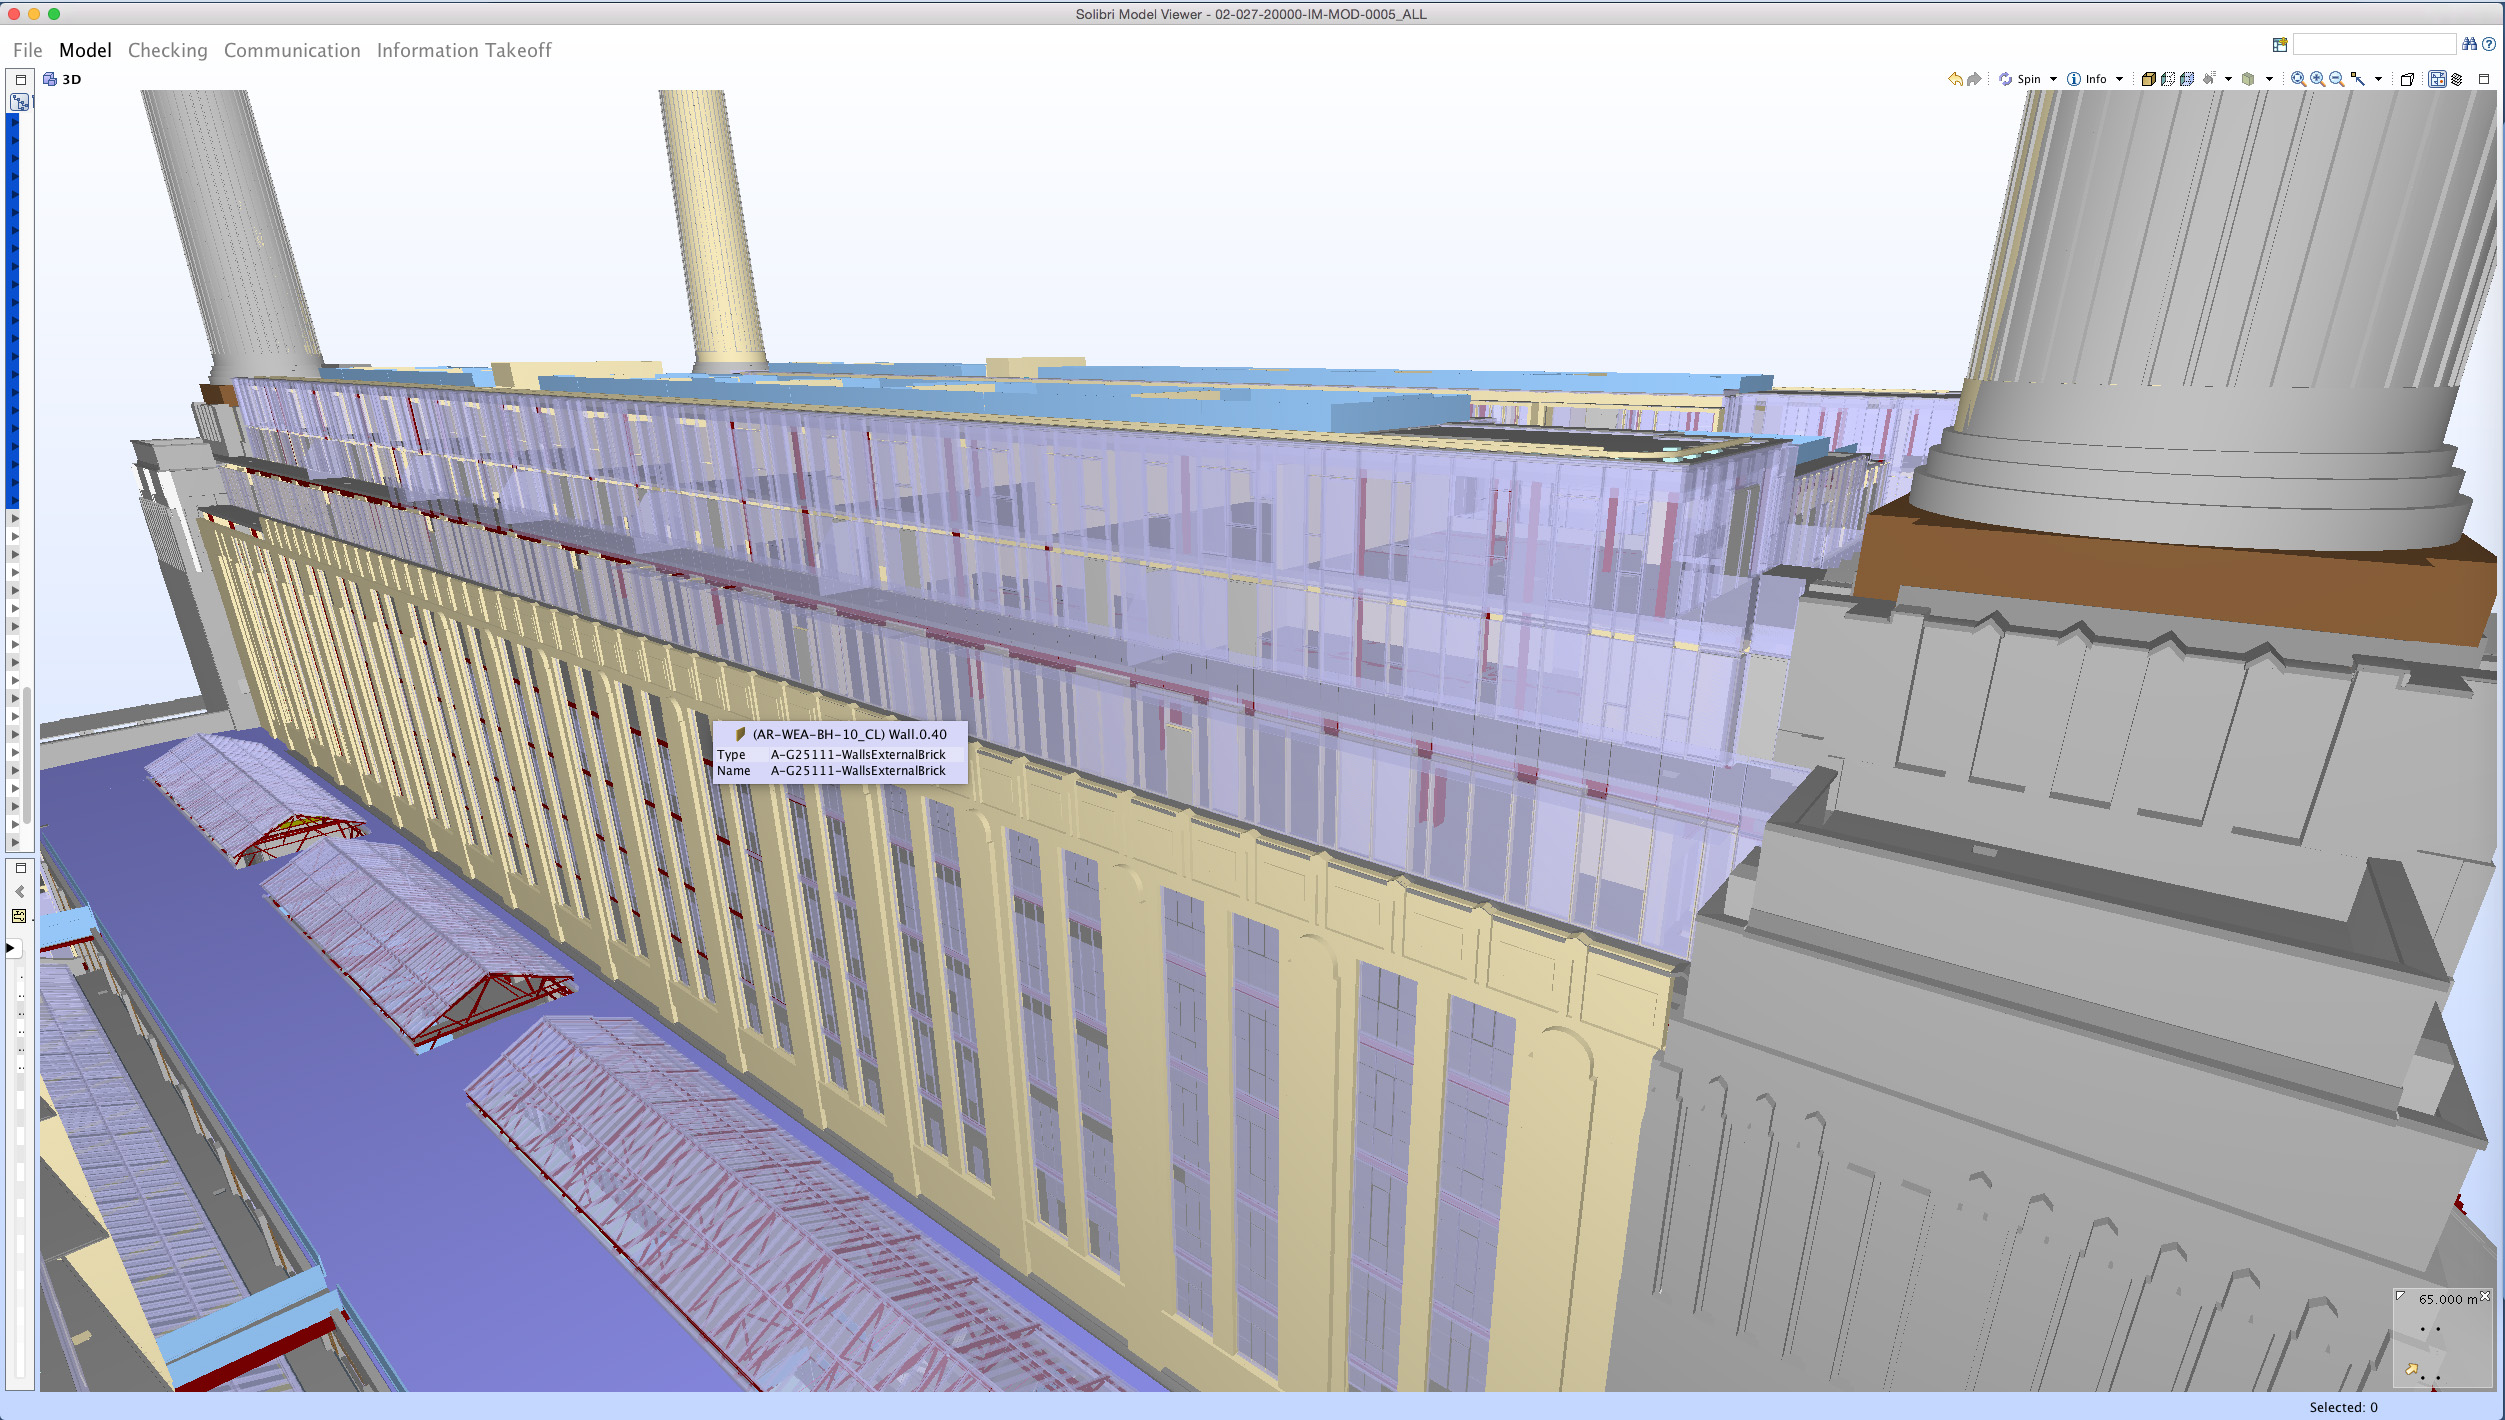 Solibri Model Viewer - 02-027-20000-IM-MOD-0005_ALL
File Model Checking Communication Information Takeoff
3D
Spin Info
(AR-WEA-BH-10_CL) Wall.0.40
Type A-G25111-WallsExternalBrick
Name A-G25111-WallsExternalBrick
65.000 m
Selected: 0